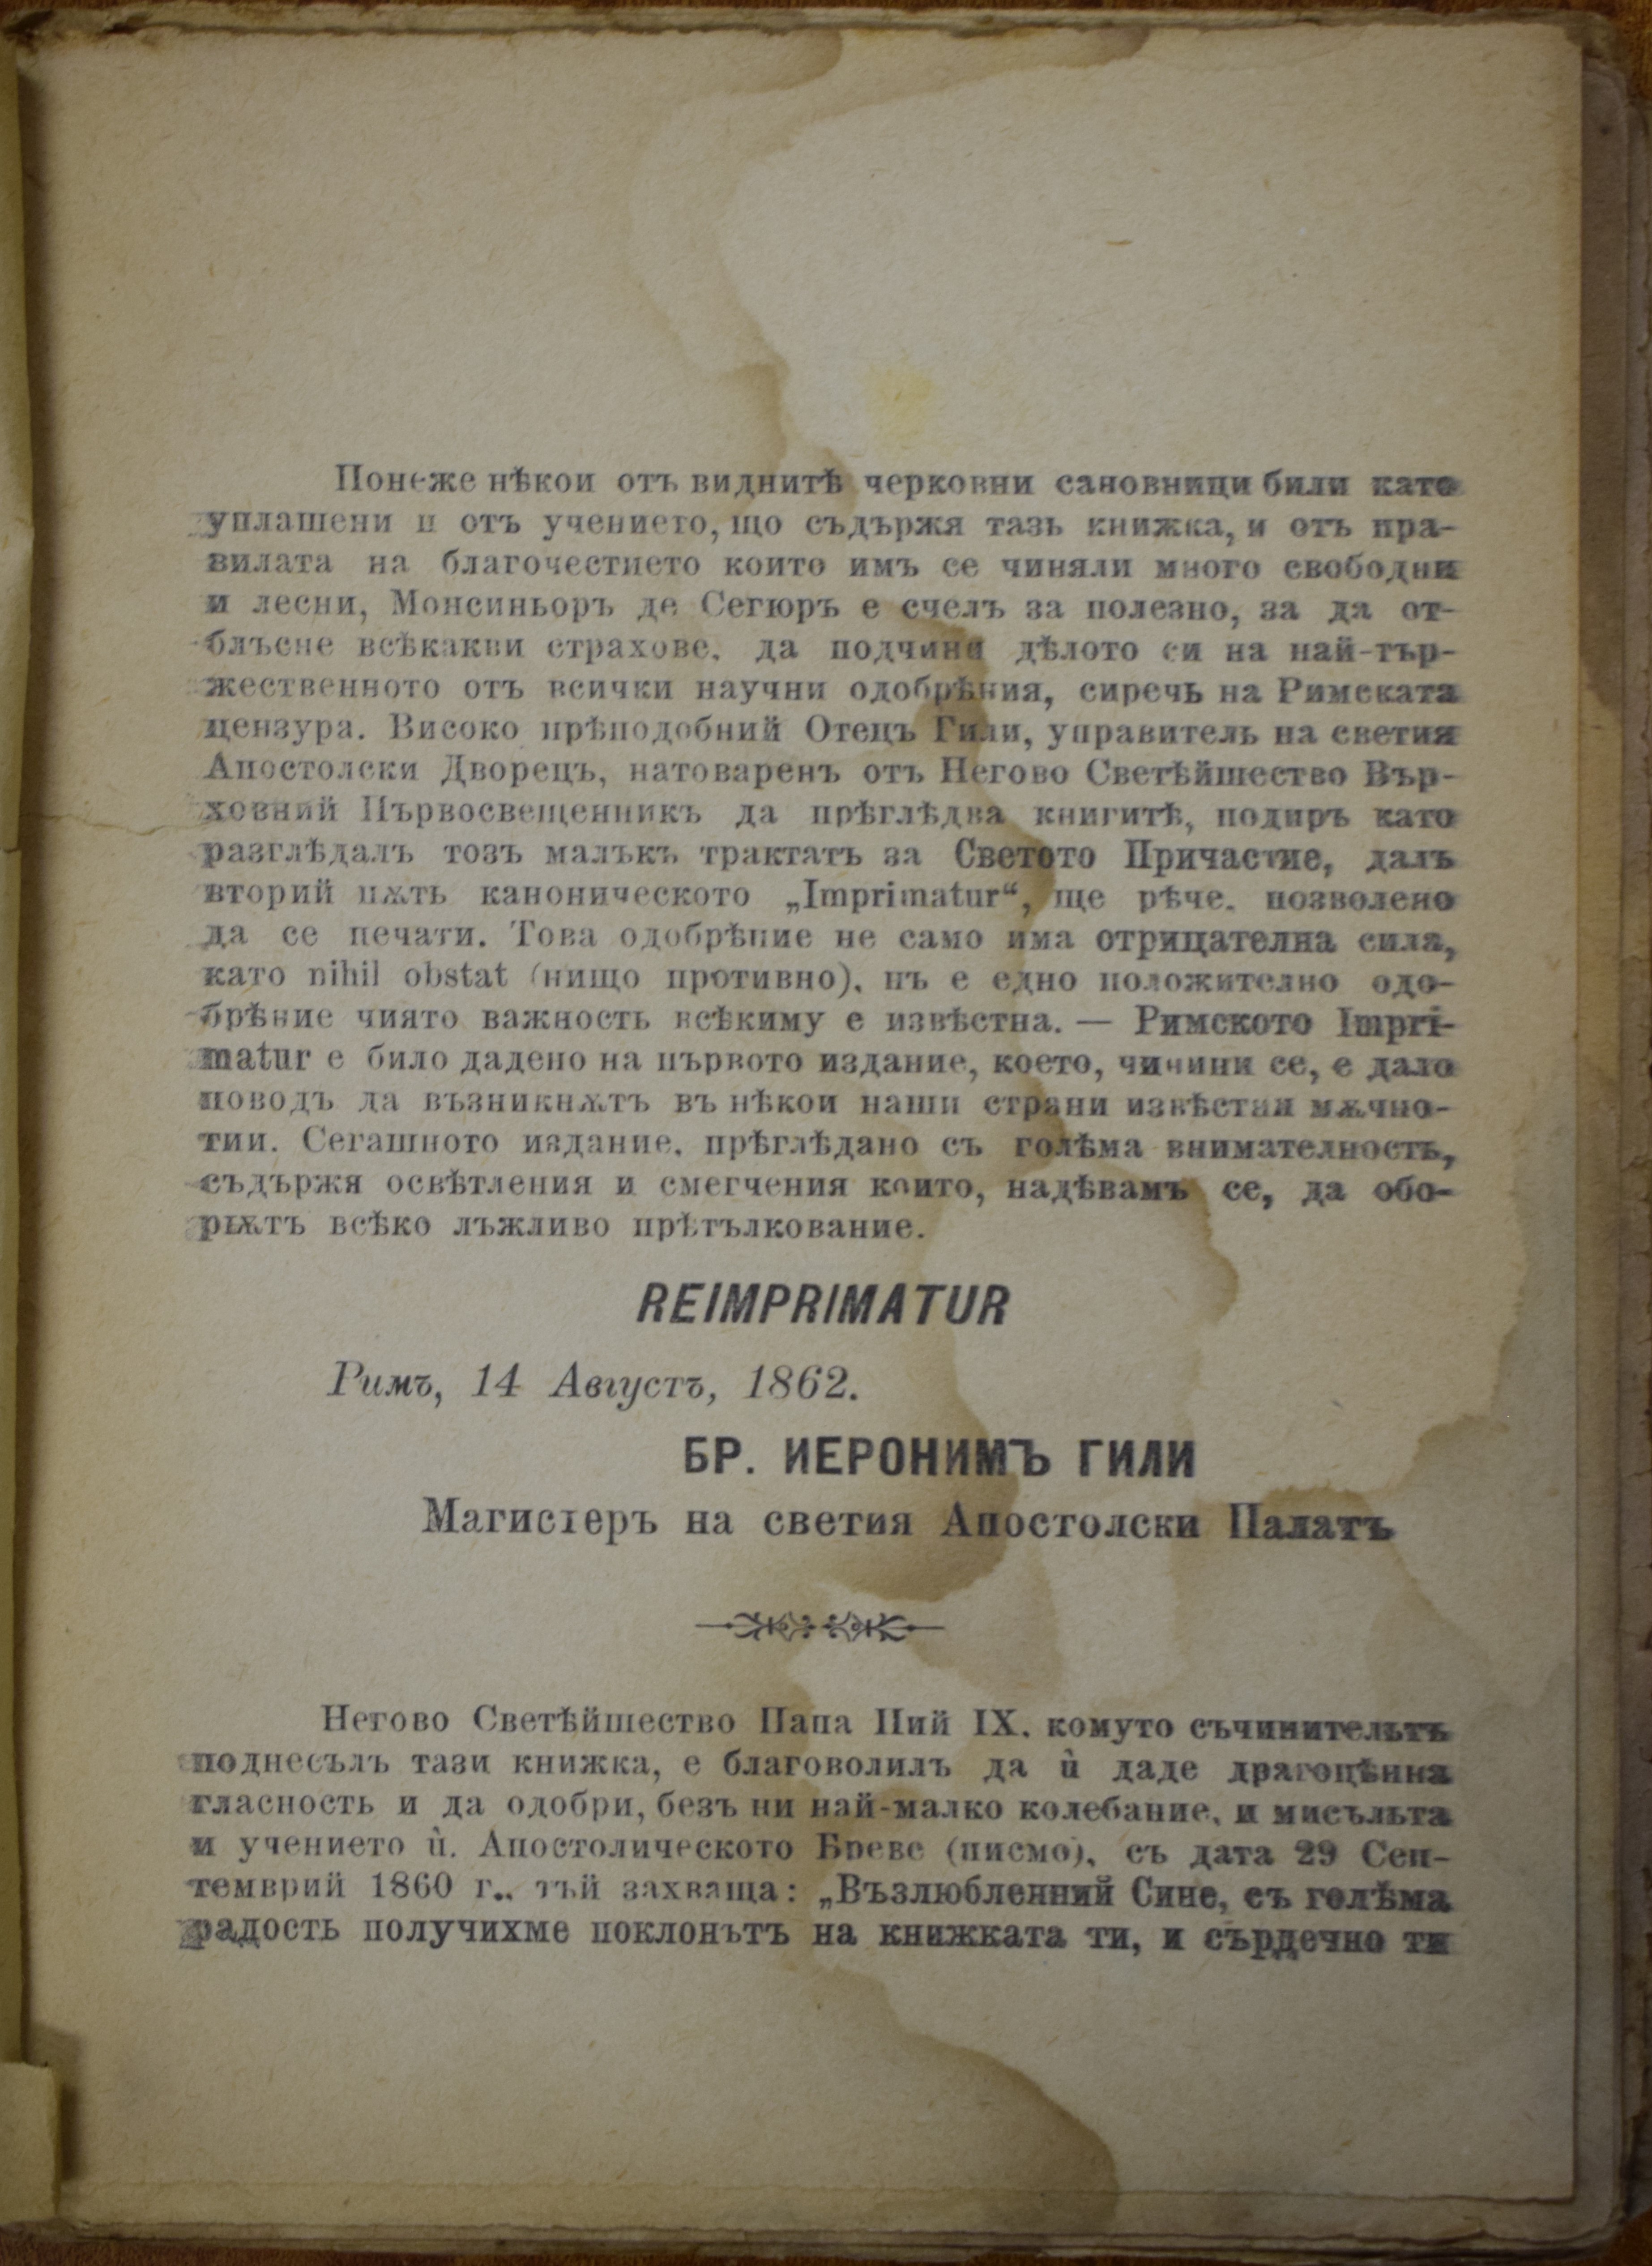 Понеже нѣкои отъ виднитѣ черковни сановници били като
уплашени и отъ учението, що съдържя тазь книжка, и отъ пра-
вилата на благочестието които имъ се чиняли много свободни
и лесни, Монсиньоръ де Сегюръ е счелъ за полезно, за да от-
блъсне всѣкакви страхове, да подчини дѣлото си на най-тър-
жественното отъ всички научни одобрѣния, сиречь на Римската
цензура. Високо прѣподобний Отецъ Гили, управитель на светия
Апостолски Дворецъ, натоваренъ отъ Негово Светѣйшество Вър-
ховний Първосвещенникъ да прѣглѣдва книгитѣ, подиръ като
разглѣдалъ тозъ малъкъ трактатъ за Светото Причастие, далъ
вторий пѫть каноническото „Imprimatur“, ще рѣче. позволено
да се печати. Това одобрѣние не само има отрицателна сила,
като nihil obstat (нищо противно), нъ е едно положително одо-
брѣние чиято важность всѣкиму е извѣстна. — Римското Impri-
matur е било дадено на първото издание, което, чинини се, е дало
поводъ да възникнѫтъ въ нѣкои наши страни извѣстни мѫчно-
тии. Сегашното издание, прѣглѣдано съ голѣма внимателность,
съдържя освѣтления и смегчения които, надѣвамъ се, да обо-
рѭтъ всѣко лъжливо прѣтълкование.
REIMPRIMATUR
Римъ, 14 Августъ, 1862.
БР. ИЕРОНИМЪ ГИЛИ
Магистеръ на светия Апостолски Палатъ
Негово Светѣйшество Папа Пий IX. комуто съчинительтъ
поднесълъ тази книжка, е благоволилъ да ѝ даде драгоцѣнна
гласность и да одобри, безъ ни най-малко колебание, и мисъльта
и учението ѝ. Апостолическото Бреве (писмо), съ дата 29 Сеп-
темврий 1860 г., тъй захваща: „Възлюбленний Сине, съ голѣма
радость получихме поклонътъ на книжката ти, и сърдечно ти